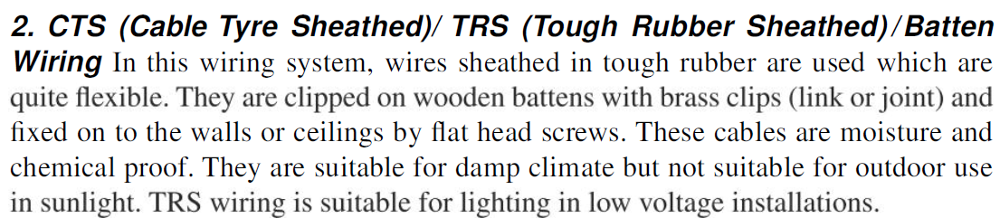 2. CTS (Cable Tyre Sheathed)/ TRS (Tough Rubber Sheathed)/Batten
Wiring In this wiring system, wires sheathed in tough rubber are used which are
quite flexible. They are clipped on wooden battens with brass clips (link or joint) and
fixed on to the walls or ceilings by flat head screws. These cables are moisture and
chemical proof. They are suitable for damp climate but not suitable for outdoor use
in sunlight. TRS wiring is suitable for lighting in low voltage installations.